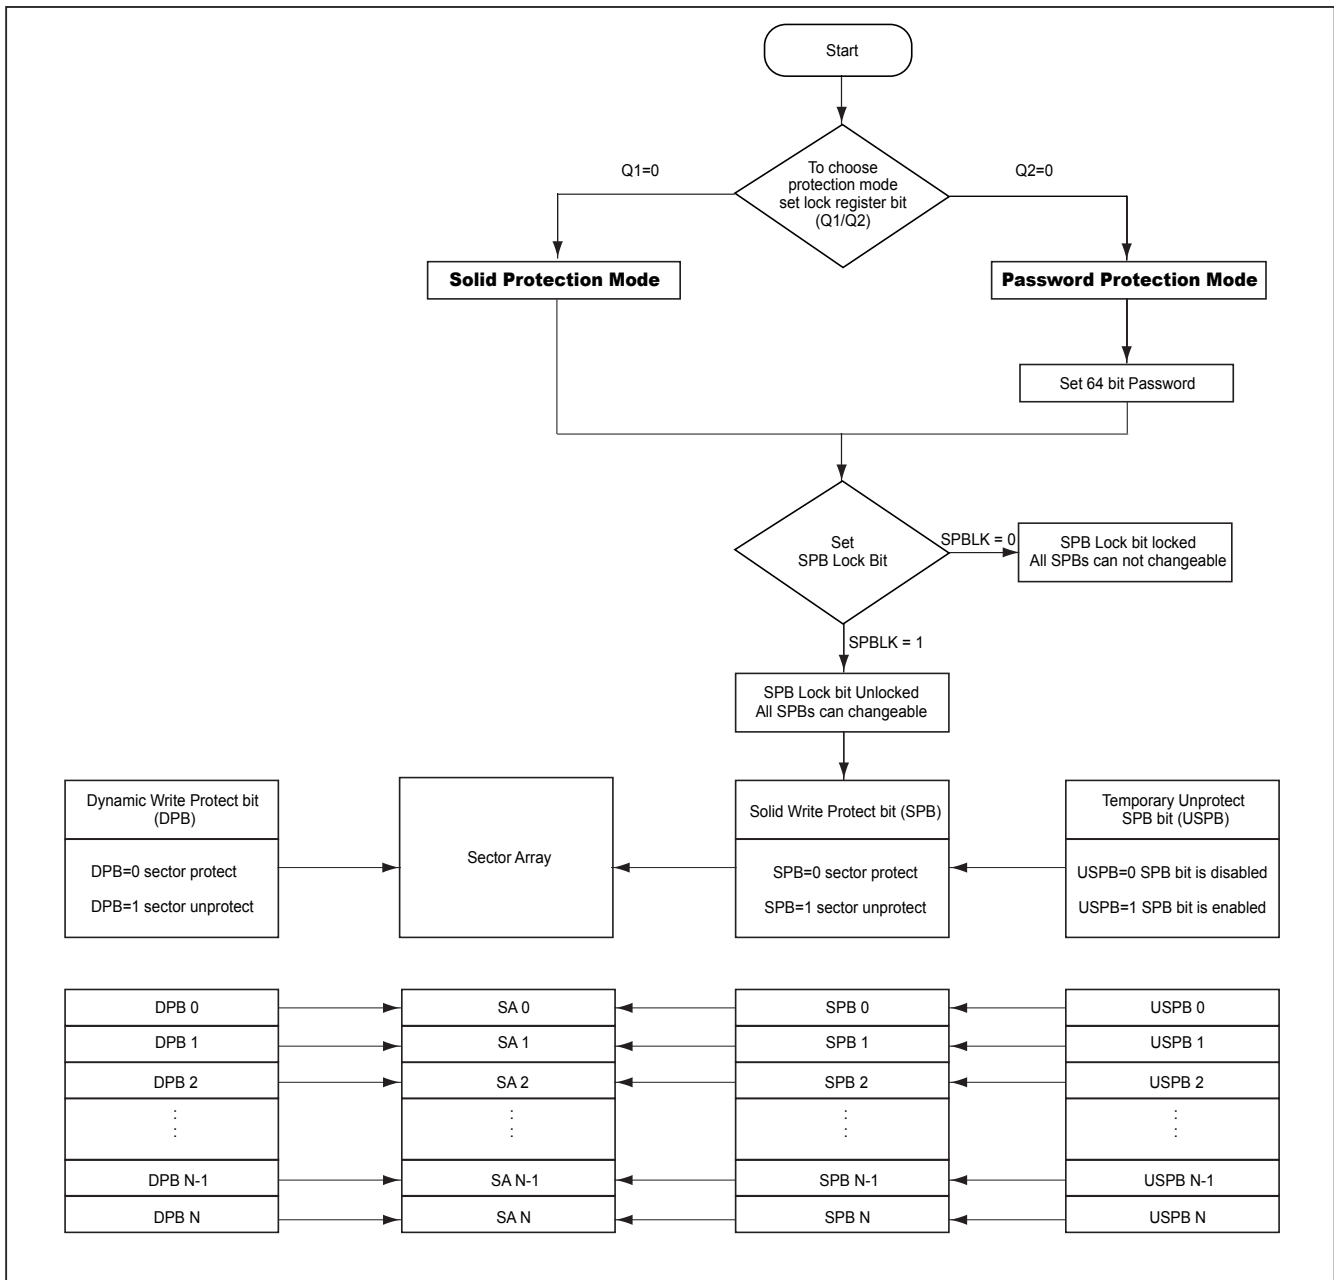 Start
To choose
protection mode
set lock register bit
(Q1/Q2)
Q1=0
Q2=0
Solid Protection Mode
Password Protection Mode
Set 64 bit Password
Set
SPB Lock Bit
SPBLK = 0
SPB Lock bit locked
All SPBs can not changeable
SPBLK = 1
SPB Lock bit Unlocked
All SPBs can changeable
Dynamic Write Protect bit
(DPB)
DPB=0 sector protect
DPB=1 sector unprotect
Sector Array
Solid Write Protect bit (SPB)
SPB=0 sector protect
SPB=1 sector unprotect
Temporary Unprotect
SPB bit (USPB)
USPB=0 SPB bit is disabled
USPB=1 SPB bit is enabled
DPB 0
SA 0
SPB 0
USPB 0
DPB 1
SA 1
SPB 1
USPB 1
DPB 2
SA 2
SPB 2
USPB 2
DPB N-1
SA N-1
SPB N-1
USPB N-1
DPB N
SA N
SPB N
USPB N